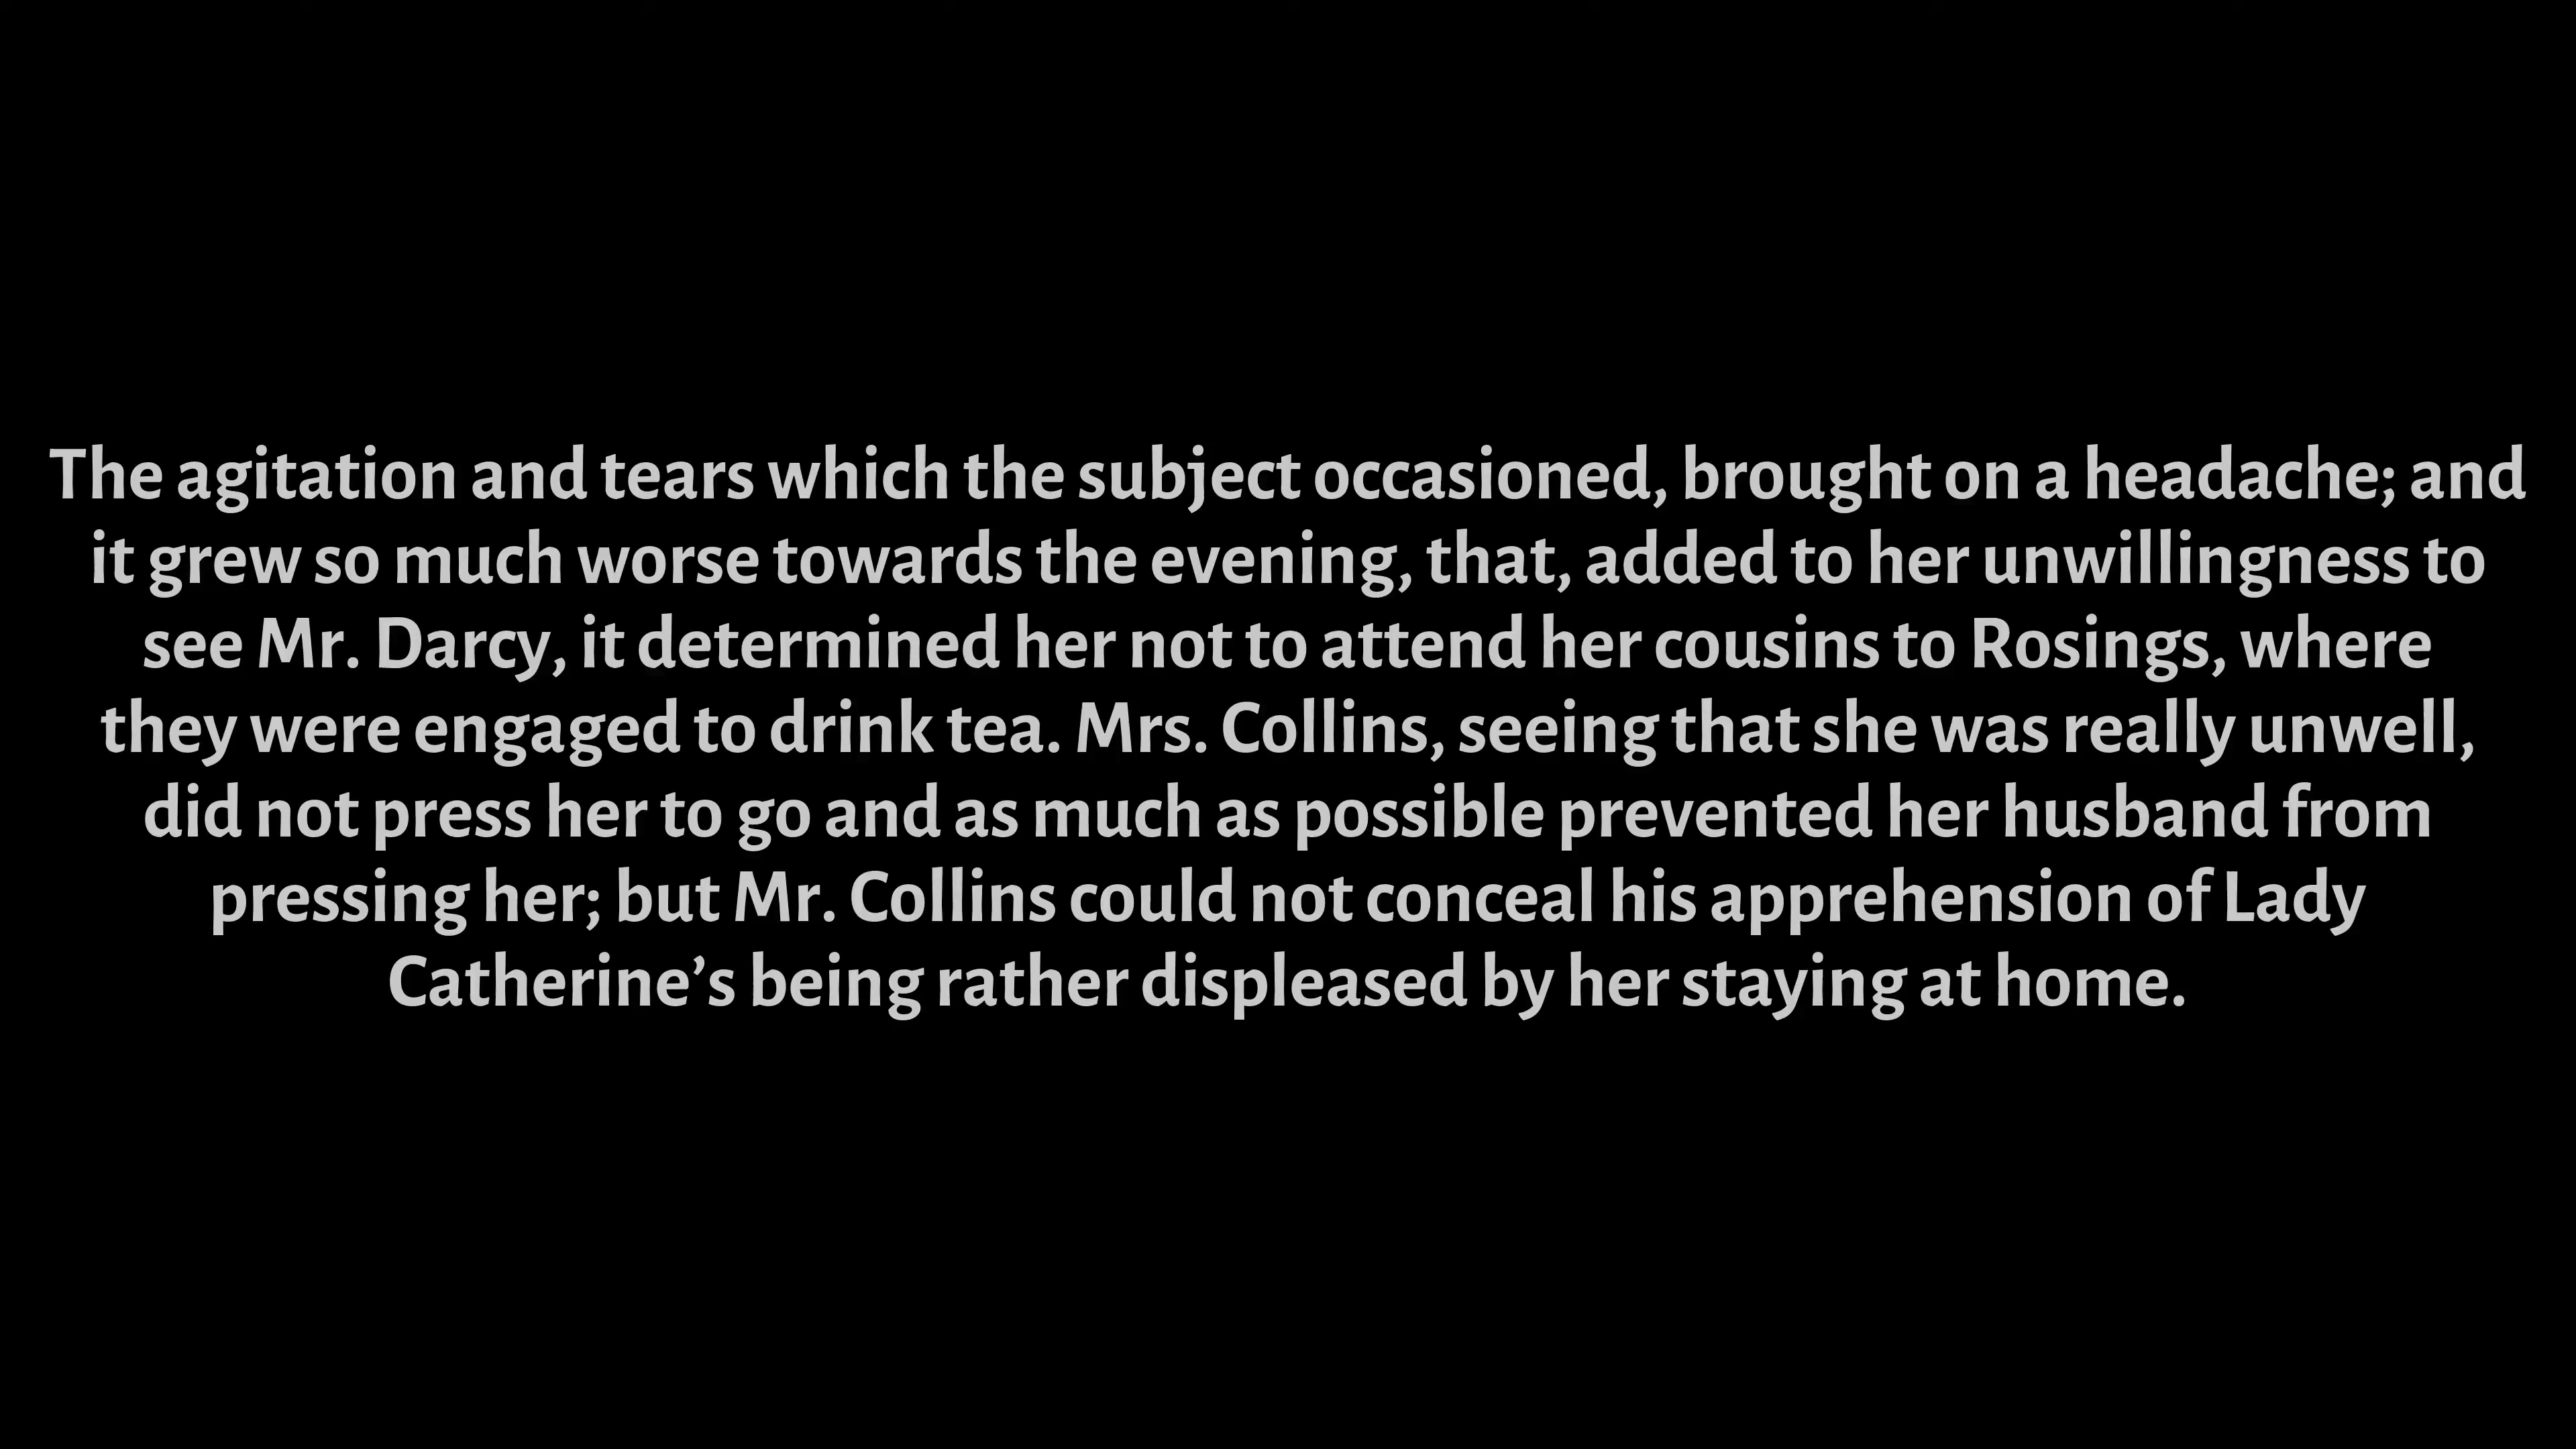 The agitation and tears which the subject occasioned, brought on a headache; and
it grew so much worse towards the evening, that, added to her unwillingness to
see Mr. Darcy, it determined her not to attend her cousins to Rosings, where
they were engaged to drink tea. Mrs. Collins, seeing that she was really unwell,
did not press her to go and as much as possible prevented her husband from
pressing her; but Mr. Collins could not conceal his apprehension of Lady
Catherine’s being rather displeased by her staying at home.